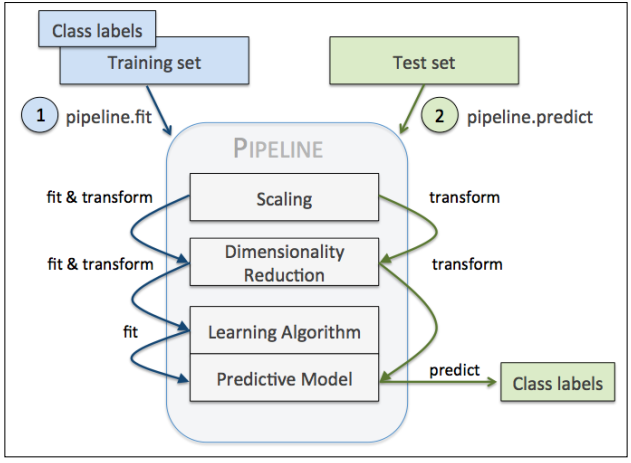 Class labels
Training set
Test set
1 pipeline.fit
2 pipeline.predict
PIPELINE
fit & transform
Scaling
transform
fit & transform
Dimensionality
Reduction
transform
fit
Learning Algorithm
Predictive Model
predict
Class labels